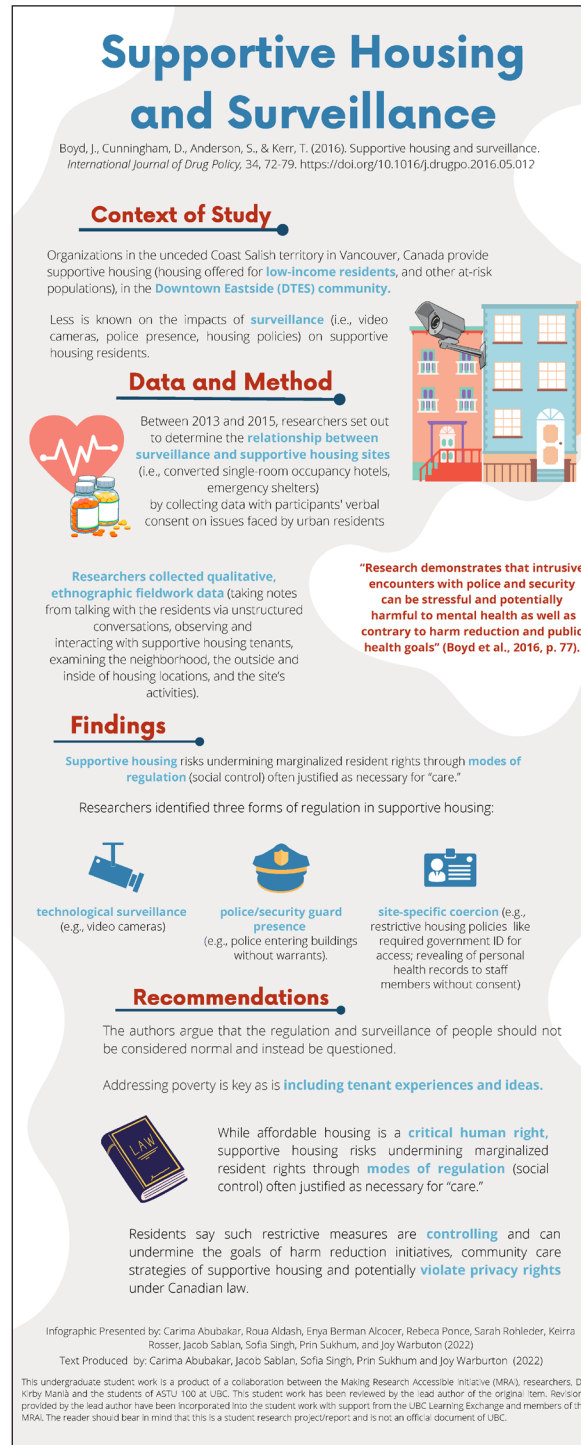 Supportive Housing
and Surveillance
Boyd, J., Cunningham, D., Anderson, S., & Kerr, T. (2016). Supportive housing and surveillance.
International Journal of Drug Policy, 34, 72-79. https://doi.org/10.1016/j.drugpo.2016.05.012
Context of Study
Organizations in the unceded Coast Salish territory in Vancouver, Canada provide
supportive housing (housing offered for low-income residents, and other at-risk
populations), in the Downtown Eastside (DTES) community.
Less is known on the impacts of surveillance (i.e., video
cameras, police presence, housing policies) on supportive
housing residents.
Data and Method
Between 2013 and 2015, researchers set out
to determine the relationship between
surveillance and supportive housing sites
(i.e., converted single-room occupancy hotels,
emergency shelters)
by collecting data with participants' verbal
consent on issues faced by urban residents
Researchers collected qualitative,
ethnographic fieldwork data (taking notes
from talking with the residents via unstructured
conversations, observing and
interacting with supportive housing tenants,
examining the neighborhood, the outside and
inside of housing locations, and the site's
activities).
“Research demonstrates that intrusive
encounters with police and security
can be stressful and potentially
harmful to mental health as well as
contrary to harm reduction and public
health goals” (Boyd et al., 2016, p. 77).
Findings
Supportive housing risks undermining marginalized resident rights through modes of
regulation (social control) often justified as necessary for “care.”
Researchers identified three forms of regulation in supportive housing:
technological surveillance
(e.g., video cameras)
police/security guard
presence
(e.g., police entering buildings
without warrants).
site-specific coercion (e.g.,
restrictive housing policies like
required government ID for
access; revealing of personal
health records to staff
members without consent)
Recommendations
The authors argue that the regulation and surveillance of people should not
be considered normal and instead be questioned.
Addressing poverty is key as is including tenant experiences and ideas.
LAW
While affordable housing is a critical human right,
supportive housing risks undermining marginalized
resident rights through modes of regulation (social
control) often justified as necessary for “care.”
Residents say such restrictive measures are controlling and can
undermine the goals of harm reduction initiatives, community care
strategies of supportive housing and potentially violate privacy rights
under Canadian law.
Infographic Presented by: Carima Abubakar, Roua Aldash, Enya Berman Alcocer, Rebeca Ponce, Sarah Rohleder, Keirra
Rosser, Jacob Sablan, Sofia Singh, Prin Sukhum, and Joy Warbuton (2022)
Text Produced by: Carima Abubakar, Jacob Sablan, Sofia Singh, Prin Sukhum and Joy Warburton (2022)
This undergraduate student work is a product of a collaboration between the Making Research Accessible Initiative (MRAi), researchers, D
Kirby Manià and the students of ASTU 100 at UBC. This student work has been reviewed by the lead author of the original item. Revision
provided by the lead author have been incorporated into the student work with support from the UBC Learning Exchange and members of th
MRAi. The reader should bear in mind that this is a student research project/report and is not an official document of UBC.